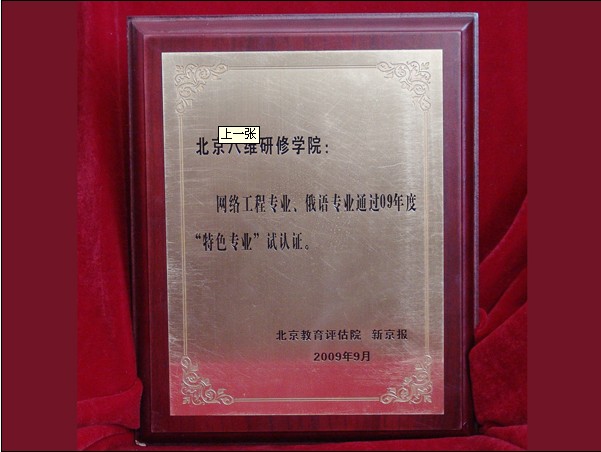 北京八维研修学院：
上一张
网络工程专业、俄语专业通过09年度
“特色专业”试认证。
北京教育评估院 新京报
2009年9月